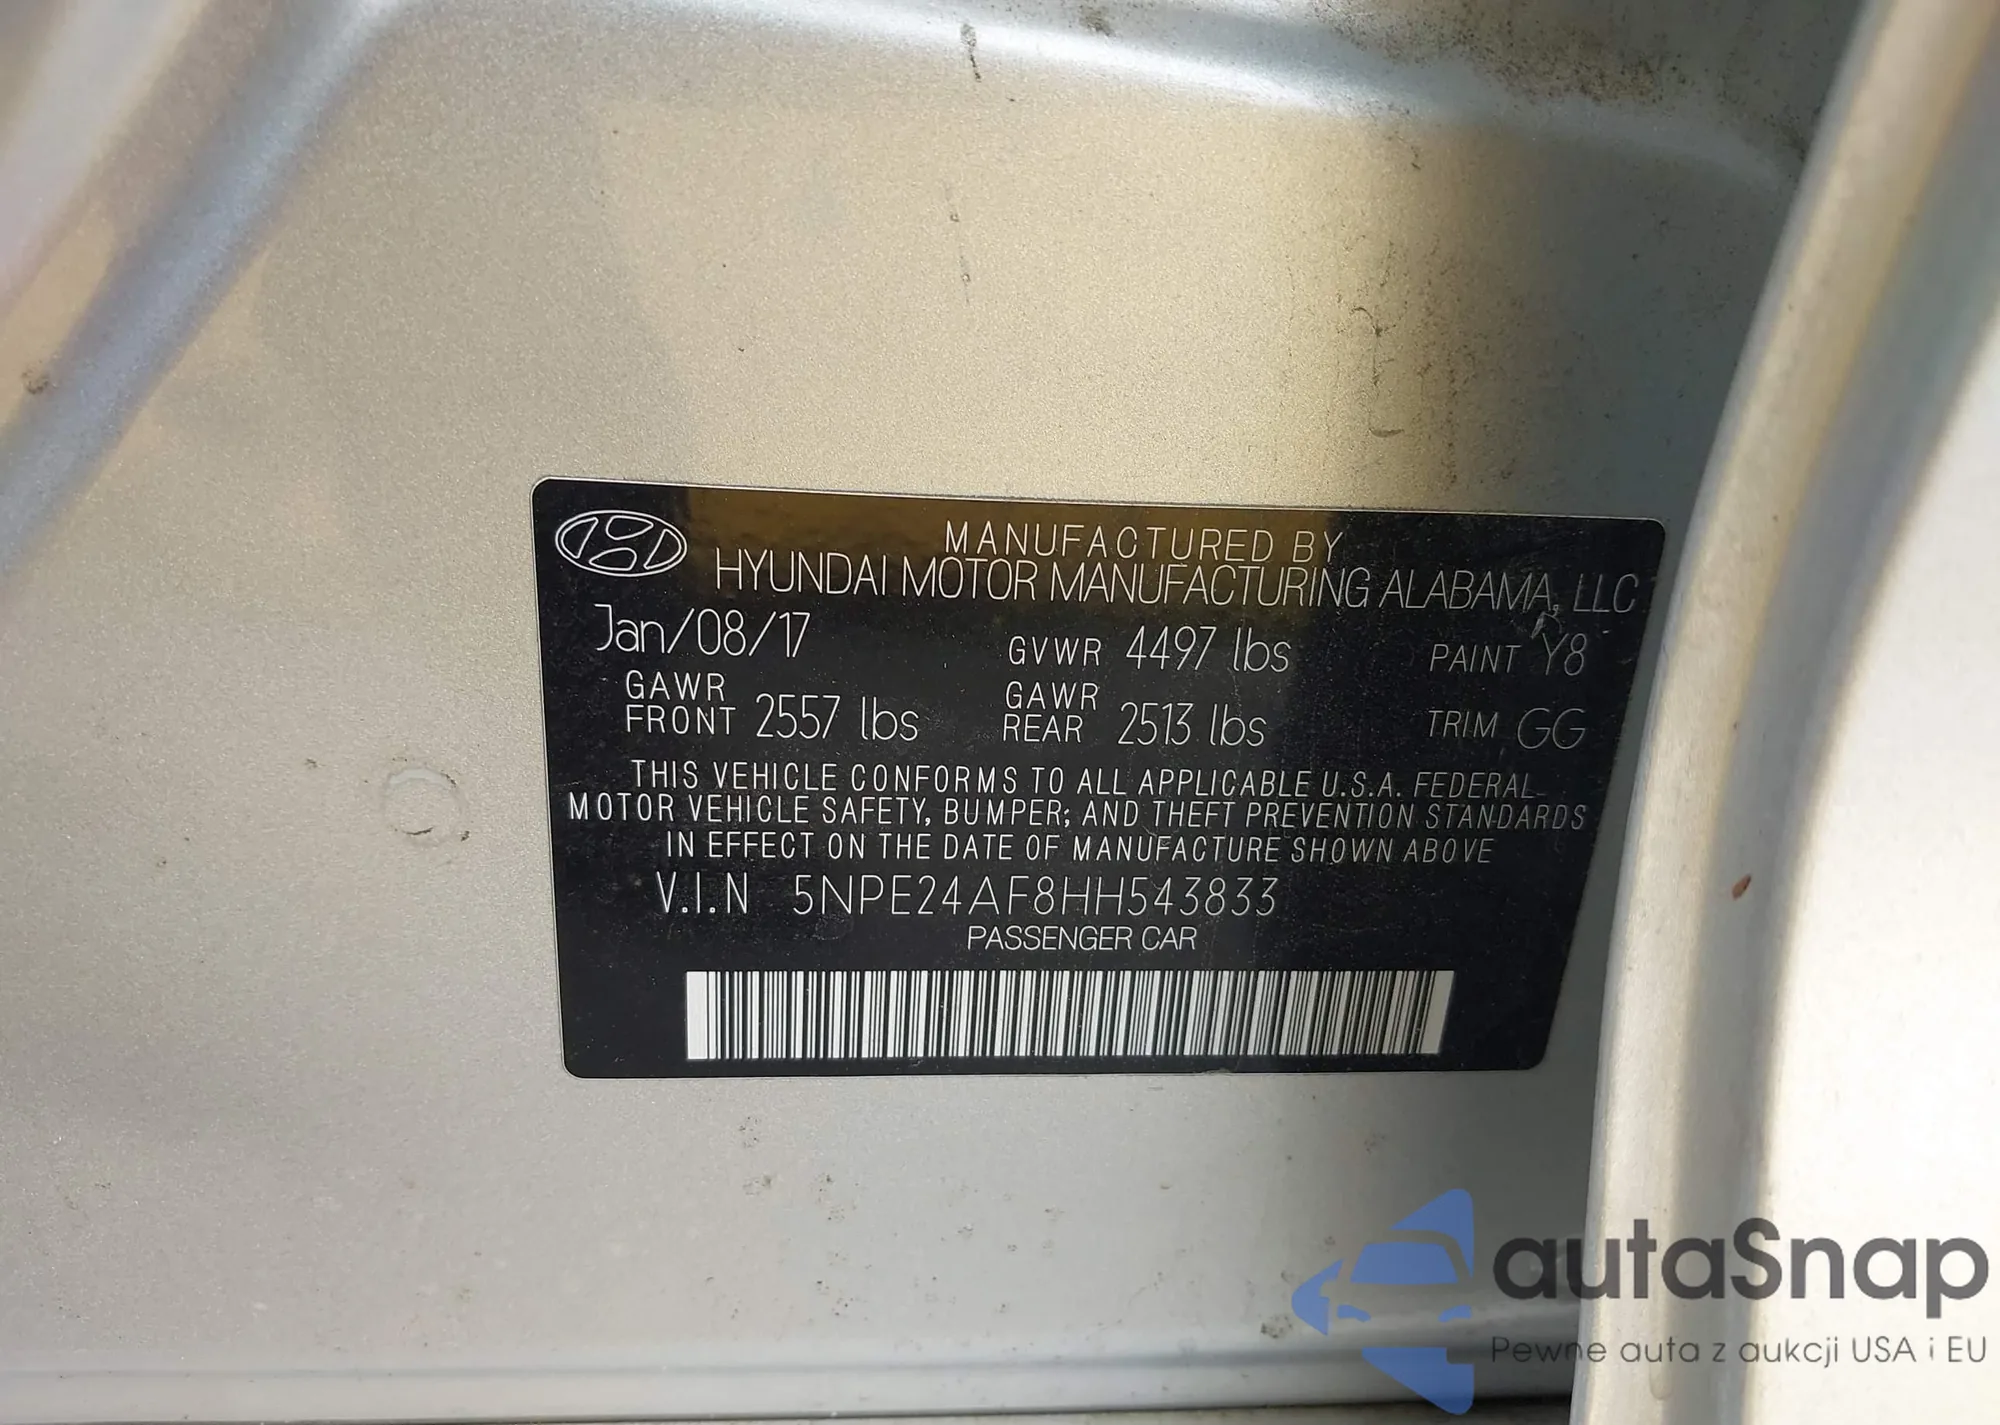 MANUFACTURED BY
HYUNDAI MOTOR MANUFACTURING ALABAMA, LLC
Jan/08/17 GVWR 4497 lbs PAINT Y8
GAWR FRONT 2557 lbs GAWR REAR 2513 lbs TRIM GG
THIS VEHICLE CONFORMS TO ALL APPLICABLE U.S.A. FEDERAL
MOTOR VEHICLE SAFETY, BUMPER; AND THEFT PREVENTION STANDARDS
IN EFFECT ON THE DATE OF MANUFACTURE SHOWN ABOVE
V.I.N 5NPE24AF8HH543833
PASSENGER CAR
autaSnap
Pewne auta z aukcji USA i EU